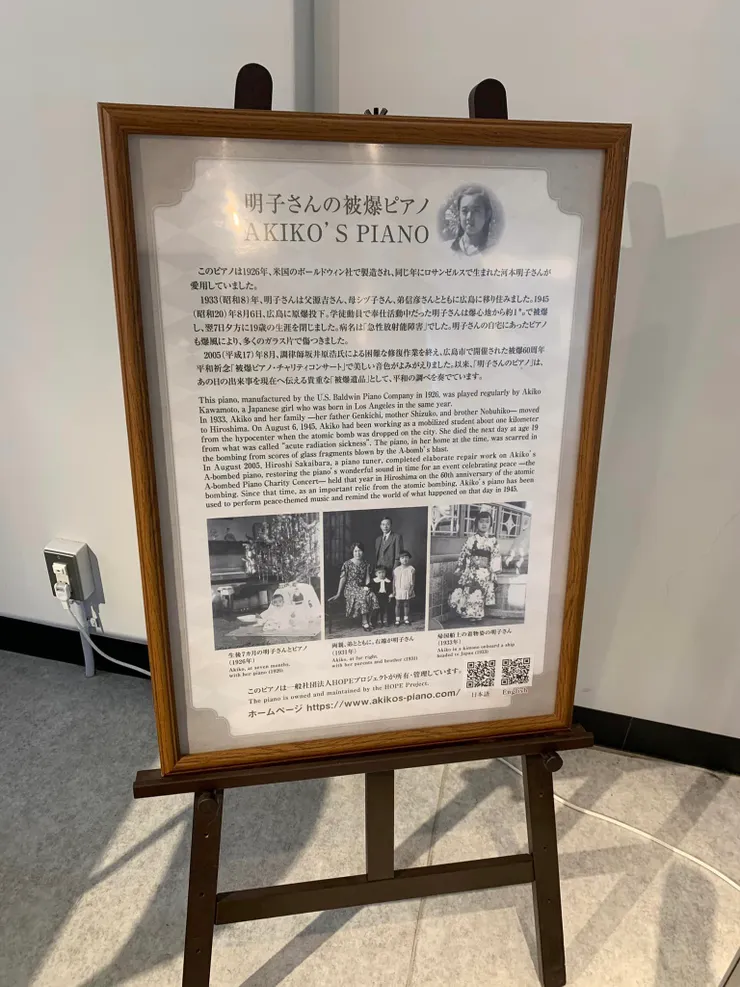 明子さんの被爆ピアノ
AKIKO'S PIANO
このピアノは1926年、米国のボールドウィン社で製造され、同じ年にロサンゼルスで生まれた河本明子さんが
愛用していました。
1933(昭和8)年、明子さんは父源吉さん、母シヅ子さん、弟信彦さんとともに広島に移り住みました。1945
(昭和20)年8月6日、広島に原爆投下。学徒動員で奉仕活動中だった明子さんは爆心地から約1㌔で被爆
し、翌7日夕方に19歳の生涯を閉じました。病名は「急性放射能障害」でした。明子さんの自宅にあったピアノ
も爆風により、多くのガラス片で傷つきました。
2005(平成17)年8月、調律師坂井原浩氏による困難な修復作業を終え、広島市で開催された被爆60周年
平和祈念「被爆ピアノ・チャリティコンサート」で美しい音色がよみがえりました。以来、「明子さんのピアノ」は、
あの日の出来事を現在へ伝える貴重な「被爆遺品」として、平和の調べを奏でています。
This piano, manufactured by the U.S. Baldwin Piano Company in 1926, was played regularly by Akiko
Kawamoto, a Japanese girl who was born in Los Angeles in the same year.
In 1933, Akiko and her family —her father Genkichi, mother Shizuko, and brother Nobuhiko— moved
to Hiroshima. On August 6, 1945, Akiko had been working as a mobilized student about one kilometer
from the hypocenter when the atomic bomb was dropped on the city. She died the next day at age 19
from what was called "acute radiation sickness". The piano, in her home at the time, was scarred in
the bombing from scores of glass fragments blown by the A-bomb's blast.
In August 2005, Hiroshi Sakaibara, a piano tuner, completed elaborate repair work on Akiko's
A-bombed piano, restoring the piano's wonderful sound in time for an event celebrating peace —the
A-bombed Piano Charity Concert— held that year in Hiroshima on the 60th anniversary of the atomic
bombing. Since that time, as an important relic from the atomic bombing, Akiko's piano has been
used to perform peace-themed music and remind the world of what happened on that day in 1945.
生後7カ月の明子さんとピアノ
(1926年)
Akiko, at seven months,
with her piano (1926)
両親、弟とともに。右端が明子さん
(1931年)
Akiko, at far right,
with her parents and brother (1931)
帰国船上の着物姿の明子さん
(1933年)
Akiko in a kimono onboard a ship
headed to Japan (1933)
このピアノは一般社団法人HOPEプロジェクトが所有・管理しています。
The piano is owned and maintained by the HOPE Project.
ホームページ https://www.akikos-piano.com/
日本語
English